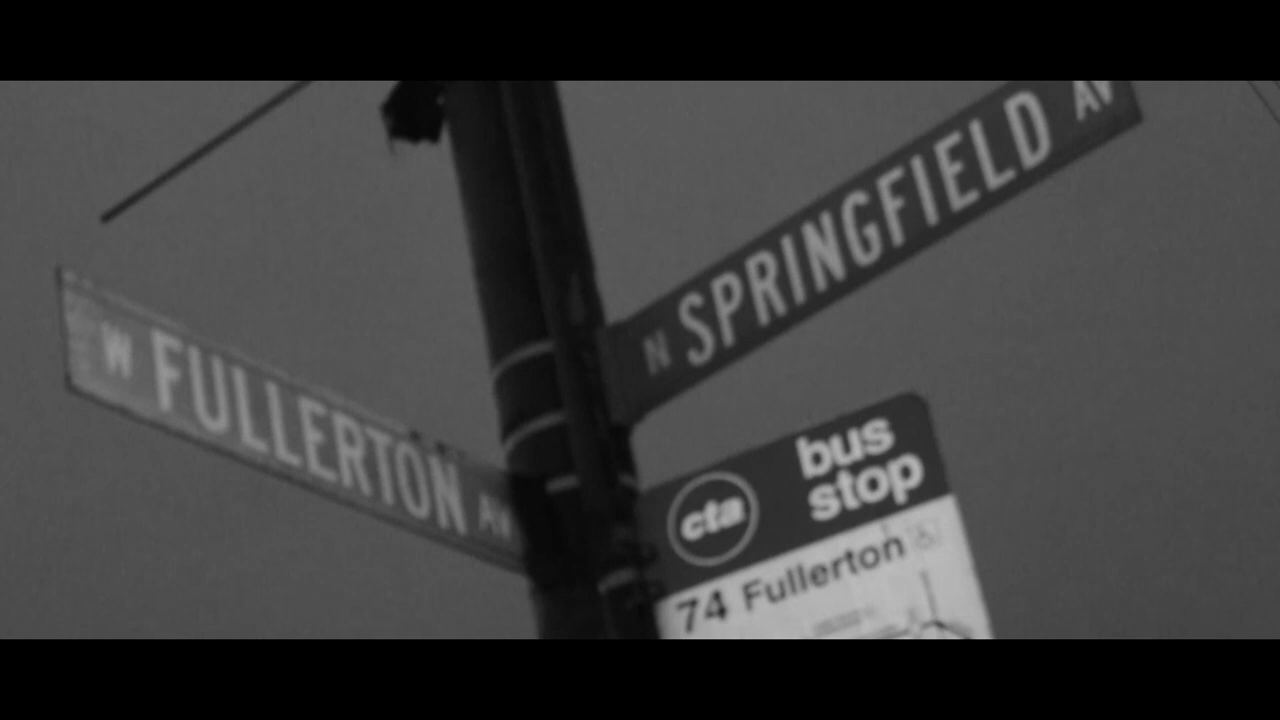 N SPRINGFIELD AV
W FULLERTON AV
cta
bus
stop
74 Fullerton